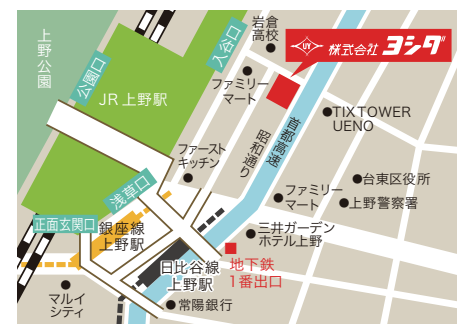 上野公園
公園口
JR上野駅
入谷口
岩倉
高校
UY
株式会社 ヨシダ
ファミリー
マート
首都高速
昭和通り
TIXTOWER
UENO
ファースト
キッチン
浅草口
正面玄関口
銀座線
上野駅
台東区役所
上野警察署
ファミリー
マート
三井ガーデン
ホテル上野
地下鉄
1番出口
日比谷線
上野駅
マルイ
シティ
常陽銀行